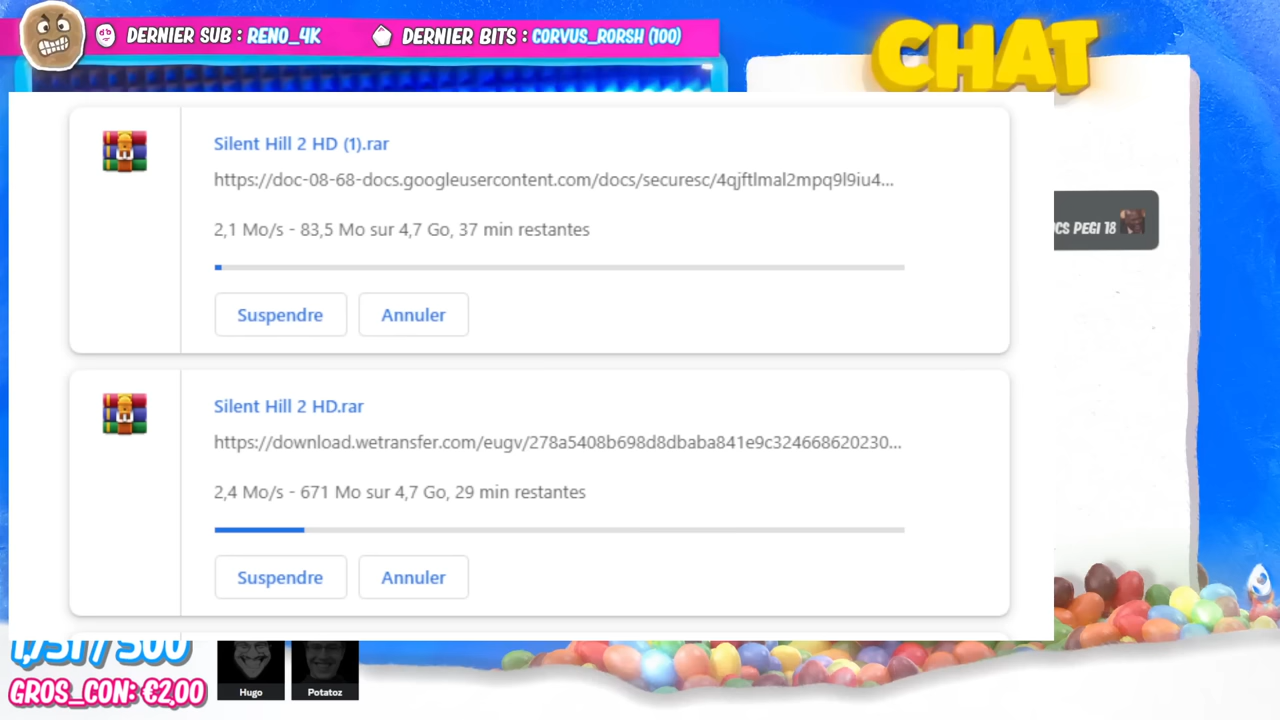 DERNIER SUB : RENO_4K
DERNIER BITS : CORVUS_RORSH (100)
CHAT
Silent Hill 2 HD (1).rar
https://doc-08-68-docs.googleusercontent.com/docs/securesc/4qjftlmal2mpq9l9iu4...
2,1 Mo/s - 83,5 Mo sur 4,7 Go, 37 min restantes
Suspendre Annuler
PEGI 18
Silent Hill 2 HD.rar
https://download.wetransfer.com/eugv/278a5408b698d8dbaba841e9c324668620230...
2,4 Mo/s - 671 Mo sur 4,7 Go, 29 min restantes
Suspendre Annuler
GROS_CON: €2,00
Hugo
Potatoz